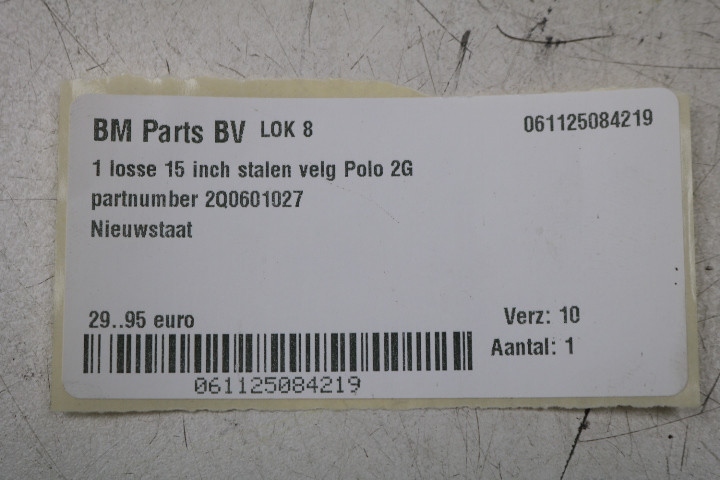 BM Parts BV LOK 8 061125084219
1 losse 15 inch stalen velg Polo 2G
partnumber 2Q0601027
Nieuwstaat
29..95 euro Verz: 10
Aantal: 1
061125084219